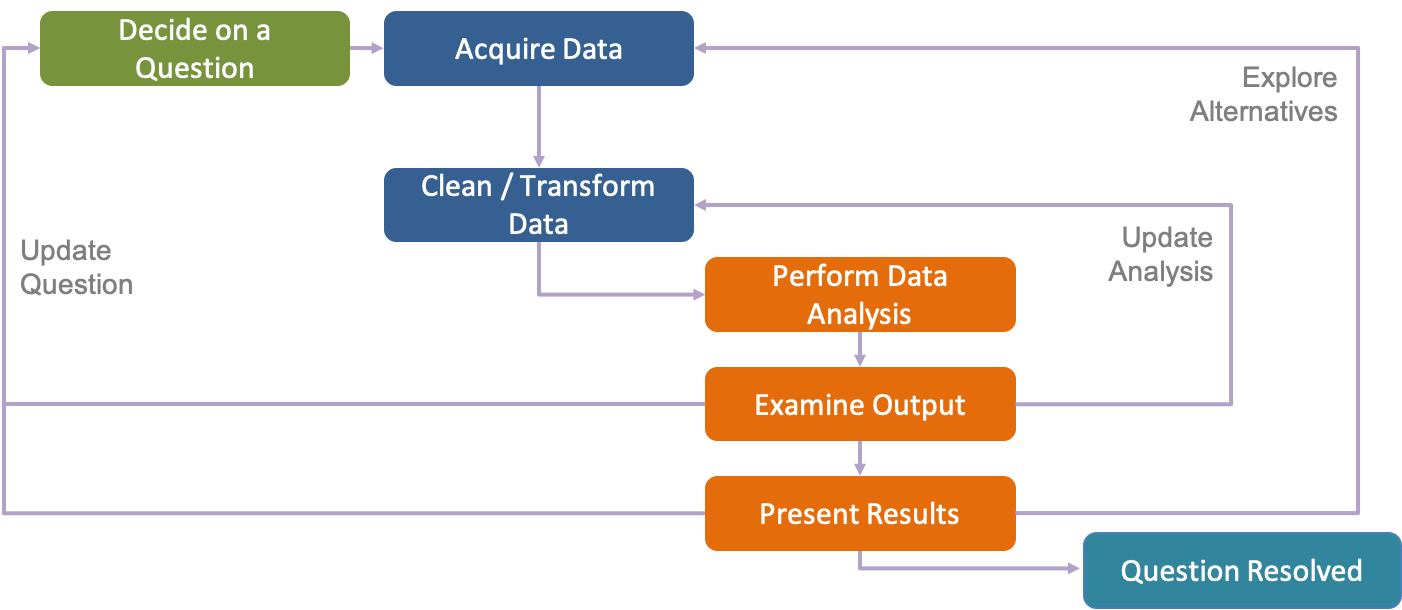 Decide on a
Question
Acquire Data
Explore
Alternatives
Clean / Transform
Data
Update
Question
Update
Analysis
Perform Data
Analysis
Examine Output
Present Results
Question Resolved